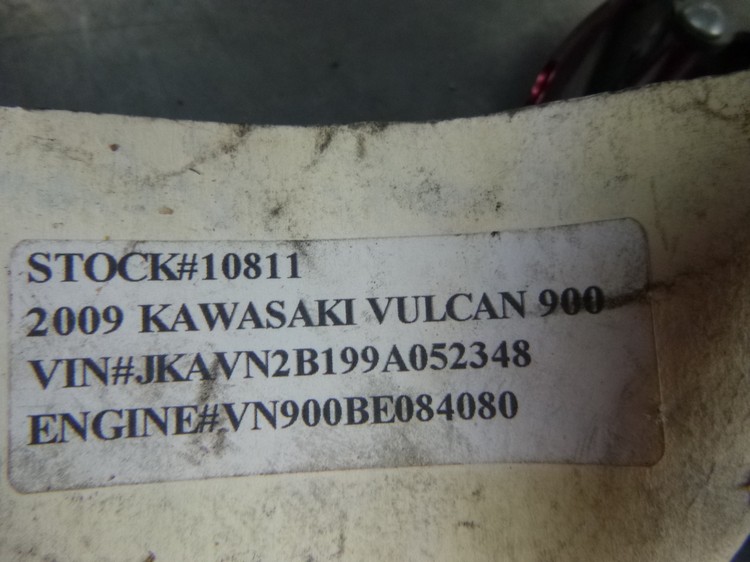 STOCK#10811
2009 KAWASAKI VULCAN 900
VIN#JKAVN2B199A052348
ENGINE#VN900BE084080